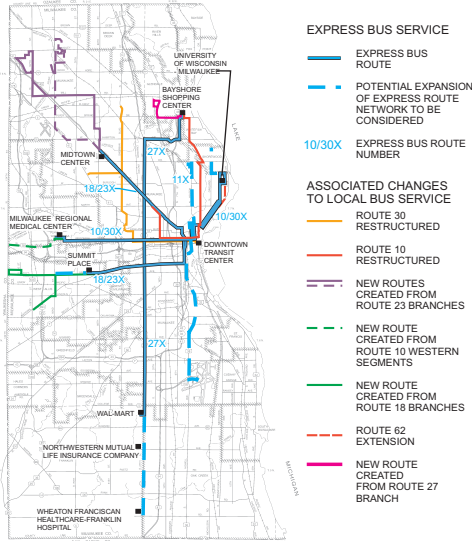 EXPRESS BUS SERVICE
EXPRESS BUS
ROUTE
POTENTIAL EXPANSION
OF EXPRESS ROUTE
NETWORK TO BE
CONSIDERED
10/30X
EXPRESS BUS ROUTE
NUMBER
ASSOCIATED CHANGES
TO LOCAL BUS SERVICE
ROUTE 30
RESTRUCTURED
ROUTE 10
RESTRUCTURED
NEW ROUTES
CREATED FROM
ROUTE 23 BRANCHES
NEW ROUTE
CREATED FROM
ROUTE 10 WESTERN
SEGMENTS
NEW ROUTE
CREATED FROM
ROUTE 18 BRANCHES
ROUTE 62
EXTENSION
NEW ROUTE
CREATED
FROM ROUTE 27
BRANCH
UNIVERSITY
OF WISCONSIN
MILWAUKEE
BAYSHORE
SHOPPING
CENTER
LAKE
27X
MIDTOWN
CENTER
11X
18/23X
10/30X
MILWAUKEE REGIONAL
MEDICAL CENTER
10/30X
DOWNTOWN
TRANSIT
CENTER
SUMMIT
PLACE
18/23X
27X
WAL-MART
NORTHWESTERN MUTUAL
LIFE INSURANCE COMPANY
MICHIGAN
WHEATON FRANCISCAN
HEALTHCARE-FRANKLIN
HOSPITAL